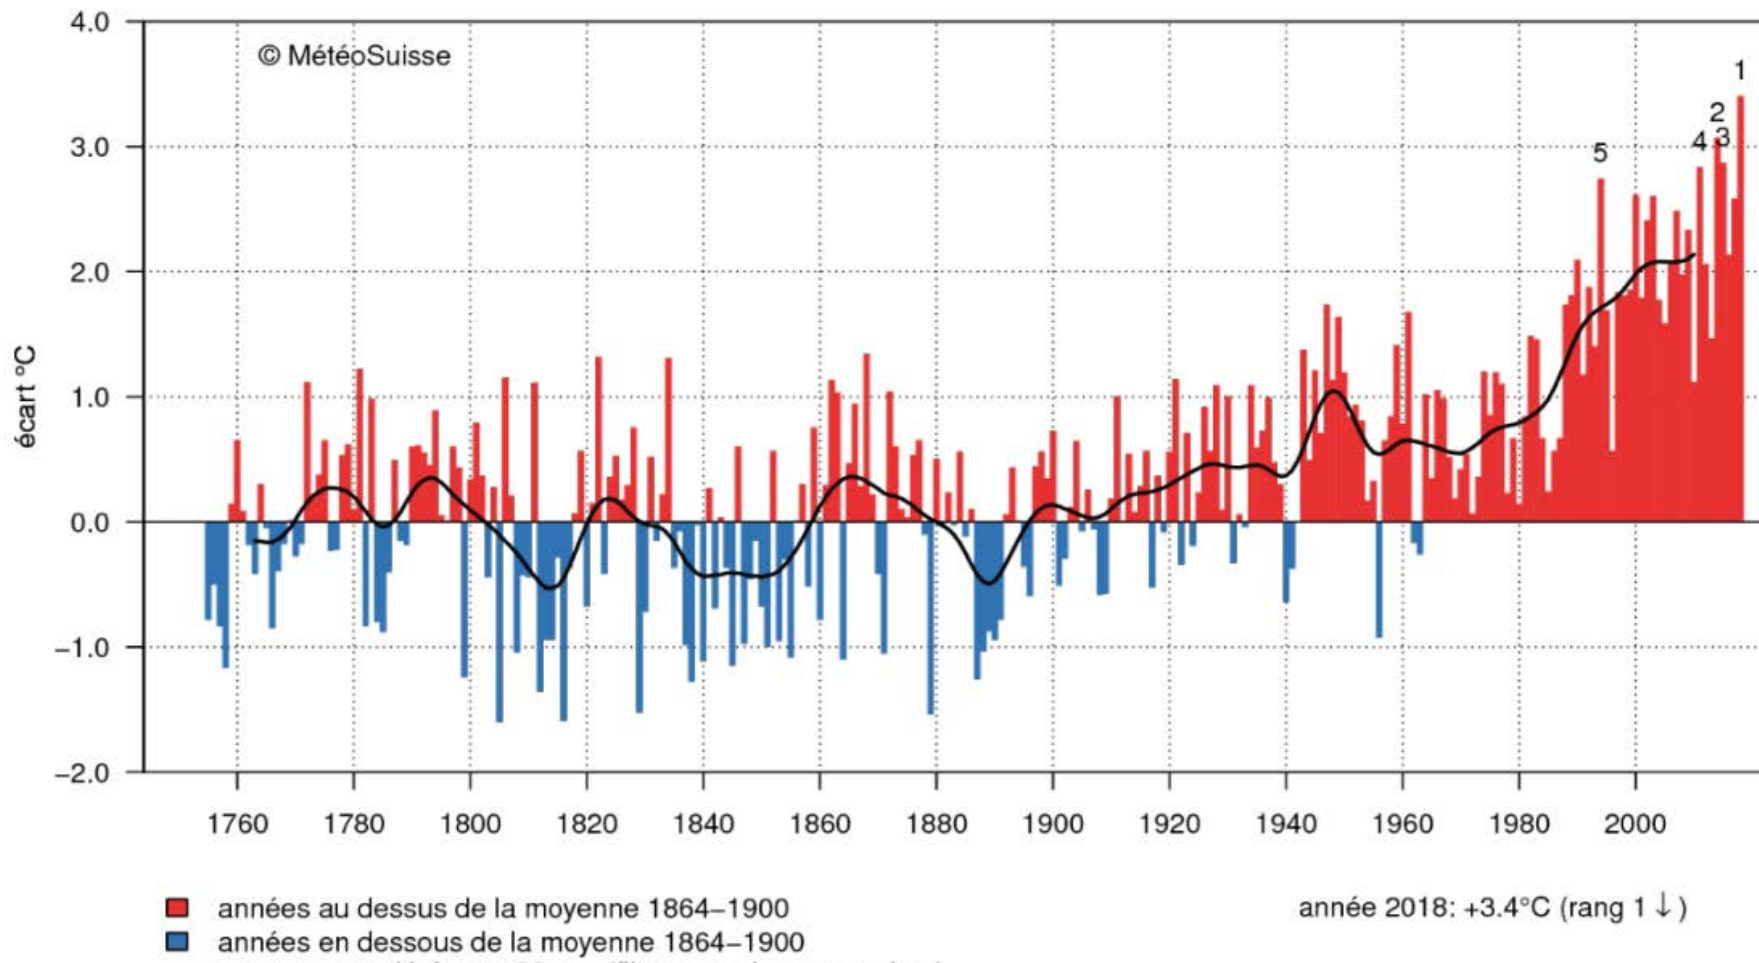 4.0
© MétéoSuisse
1
2
3.0
5
4
3
2.0
écart °C
1.0
0.0
−1.0
−2.0
1760 1780 1800 1820 1840 1860 1880 1900 1920 1940 1960 1980 2000
années au dessus de la moyenne 1864–1900
année 2018: +3.4°C (rang 1 ↓)
années en dessous de la moyenne 1864–1900